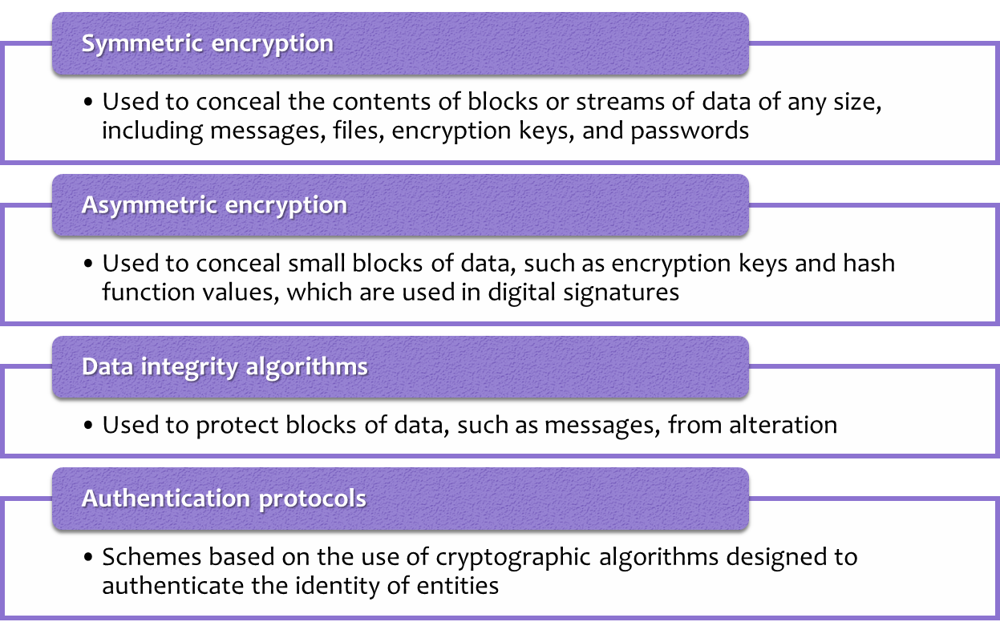 Symmetric encryption
• Used to conceal the contents of blocks or streams of data of any size,
including messages, files, encryption keys, and passwords
Asymmetric encryption
• Used to conceal small blocks of data, such as encryption keys and hash
function values, which are used in digital signatures
Data integrity algorithms
• Used to protect blocks of data, such as messages, from alteration
Authentication protocols
• Schemes based on the use of cryptographic algorithms designed to
authenticate the identity of entities